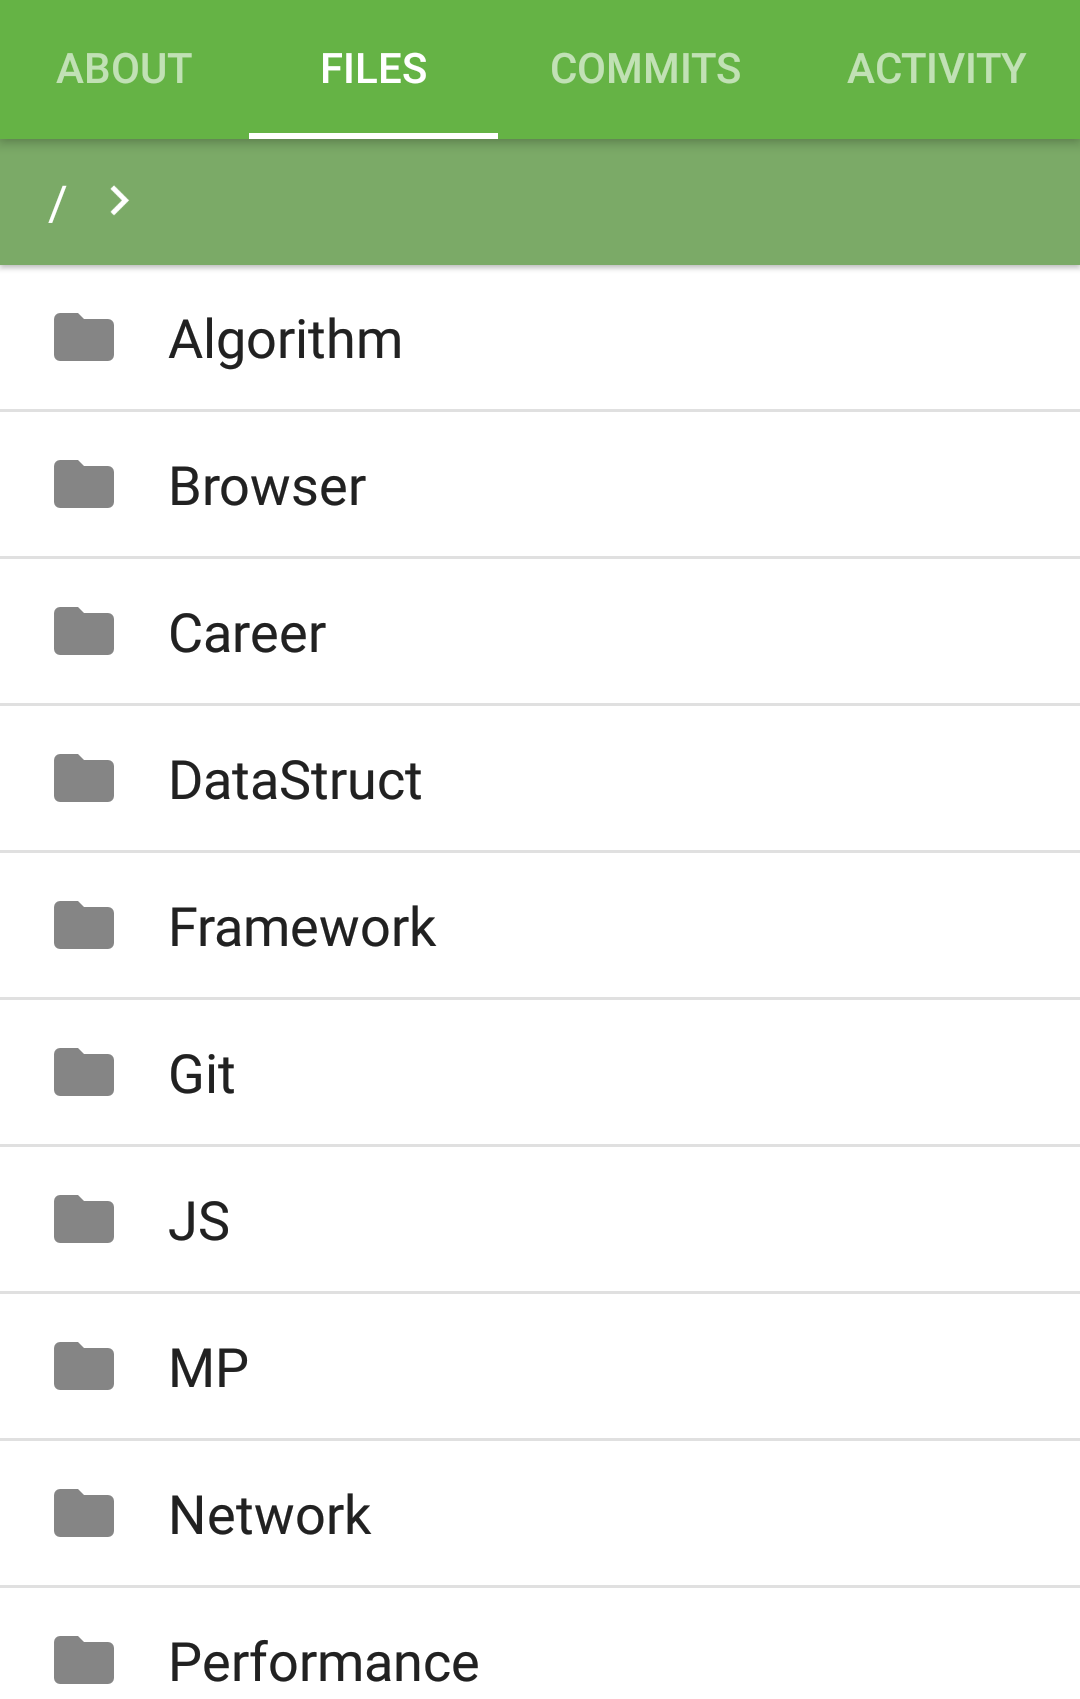 ABOUT FILES COMMITS ACTIVITY
/ >
Algorithm
Browser
Career
DataStruct
Framework
Git
JS
MP
Network
Performance